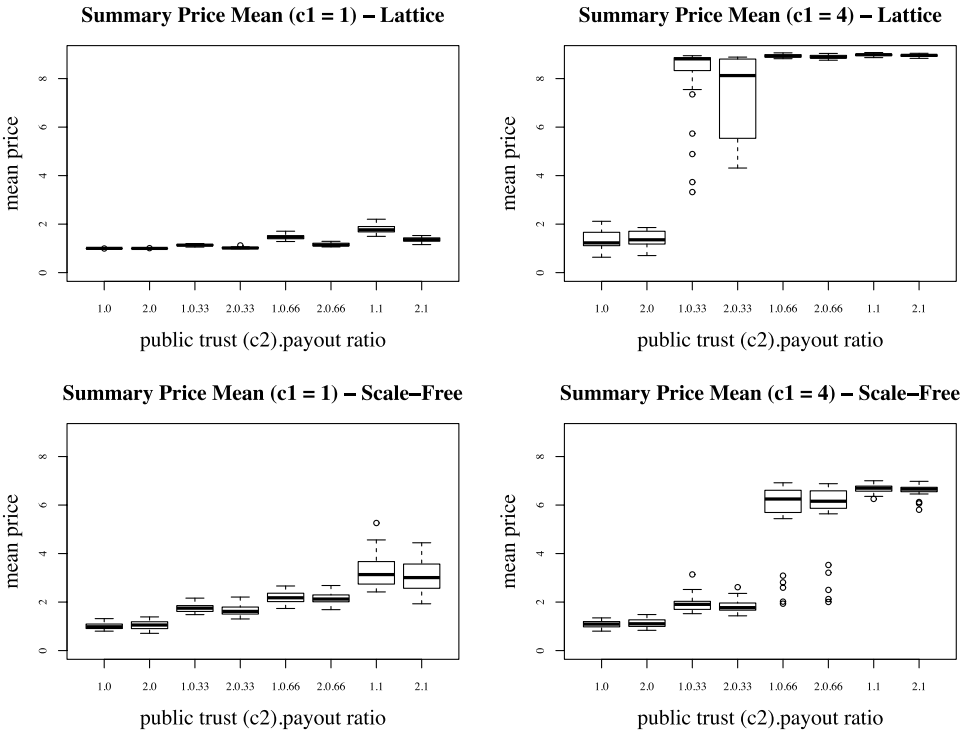 Summary Price Mean (c1 = 1) – Lattice
mean price
8
6
4
2
0
1.0 2.0 1.0.33 2.0.33 1.0.66 2.0.66 1.1 2.1
public trust (c2).payout ratio
Summary Price Mean (c1 = 4) – Lattice
mean price
8
6
4
2
0
1.0 2.0 1.0.33 2.0.33 1.0.66 2.0.66 1.1 2.1
public trust (c2).payout ratio
Summary Price Mean (c1 = 1) – Scale–Free
mean price
8
6
4
2
0
1.0 2.0 1.0.33 2.0.33 1.0.66 2.0.66 1.1 2.1
public trust (c2).payout ratio
Summary Price Mean (c1 = 4) – Scale–Free
mean price
8
6
4
2
0
1.0 2.0 1.0.33 2.0.33 1.0.66 2.0.66 1.1 2.1
public trust (c2).payout ratio